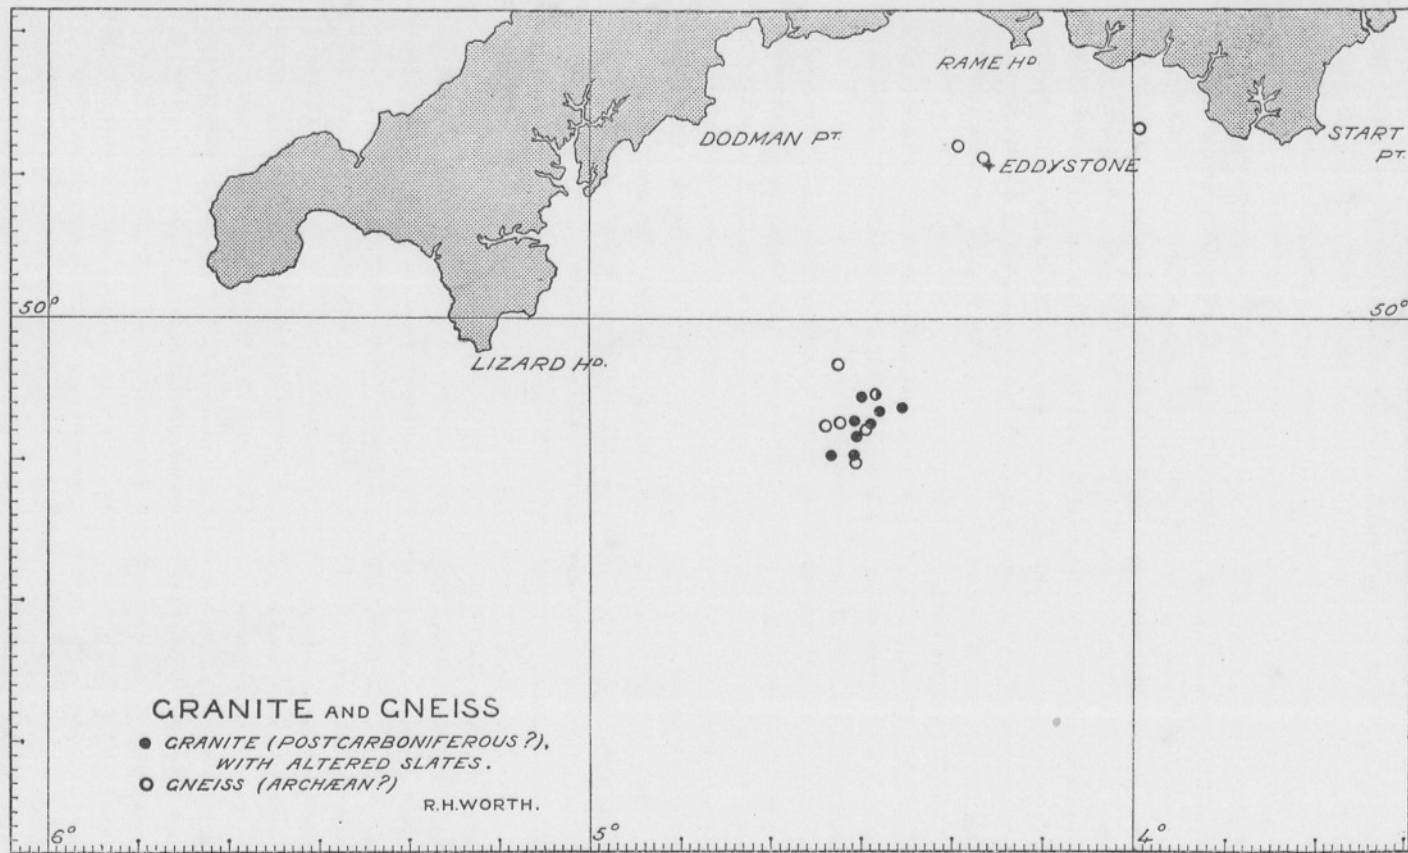 RAME HD.
DODMAN PT.
EDDYSTONE
START
PT.
50°
50°
LIZARD HD.
GRANITE AND GNEISS
GRANITE (POSTCARBONIFEROUS?),
WITH ALTERED SLATES.
GNEISS (ARCHÆAN?)
R.H.WORTH.
6°
5°
4°